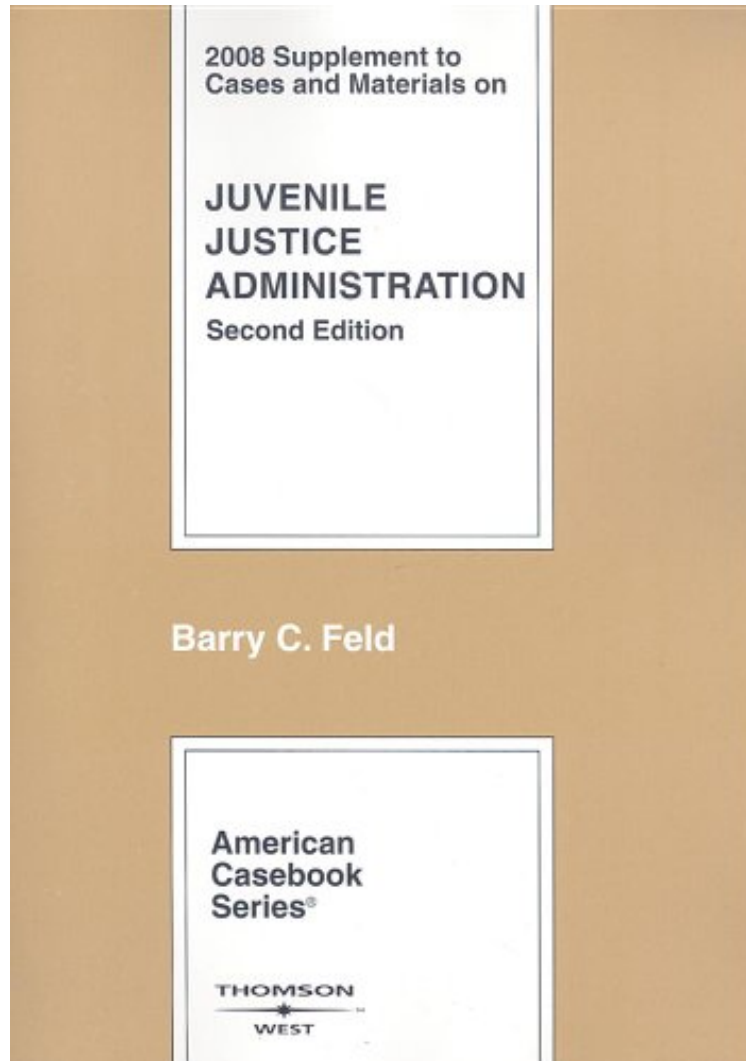 2008 Supplement to
Cases and Materials on
JUVENILE
JUSTICE
ADMINISTRATION
Second Edition
Barry C. Feld
American
Casebook
Series®
THOMSON
™
WEST